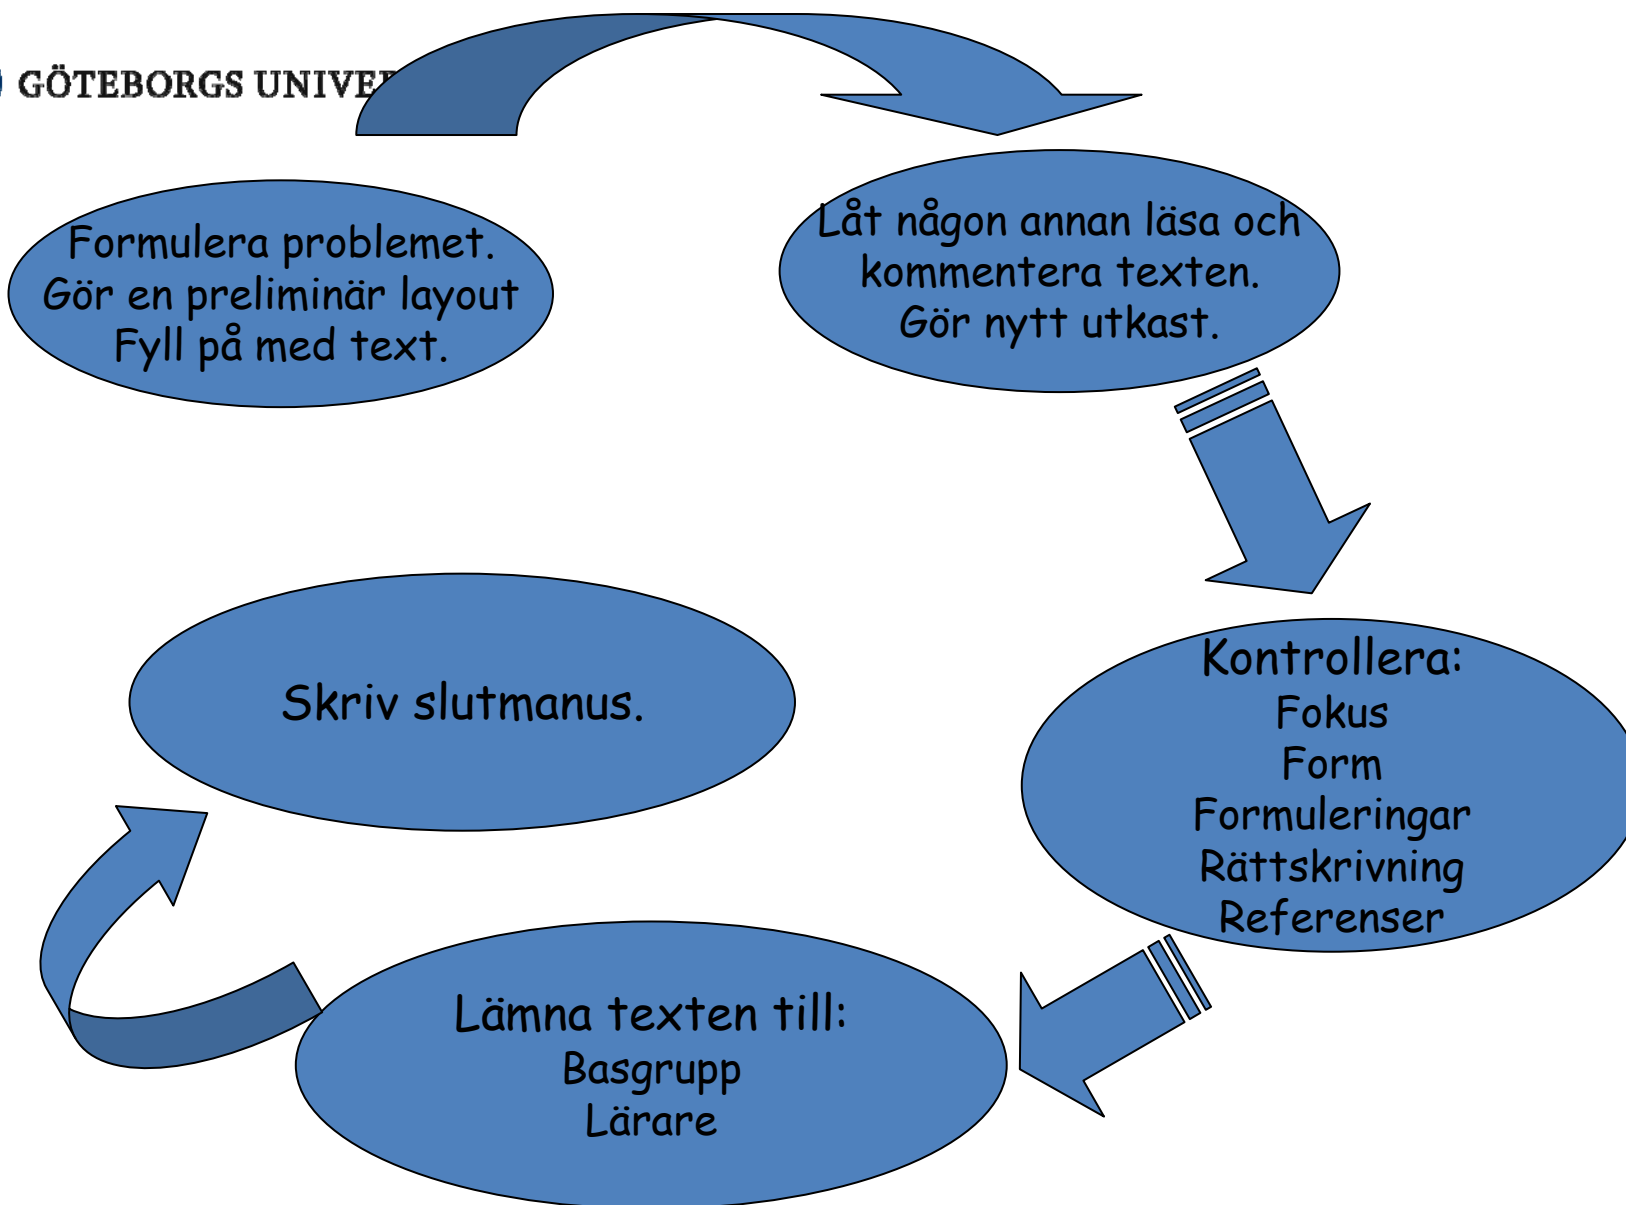 GÖTEBORGS UNIVE
Formulera problemet.
Gör en preliminär layout
Fyll på med text.
Låt någon annan läsa och
kommentera texten.
Gör nytt utkast.
Kontrollera:
Fokus
Form
Formuleringar
Rättskrivning
Referenser
Lämna texten till:
Basgrupp
Lärare
Skriv slutmanus.